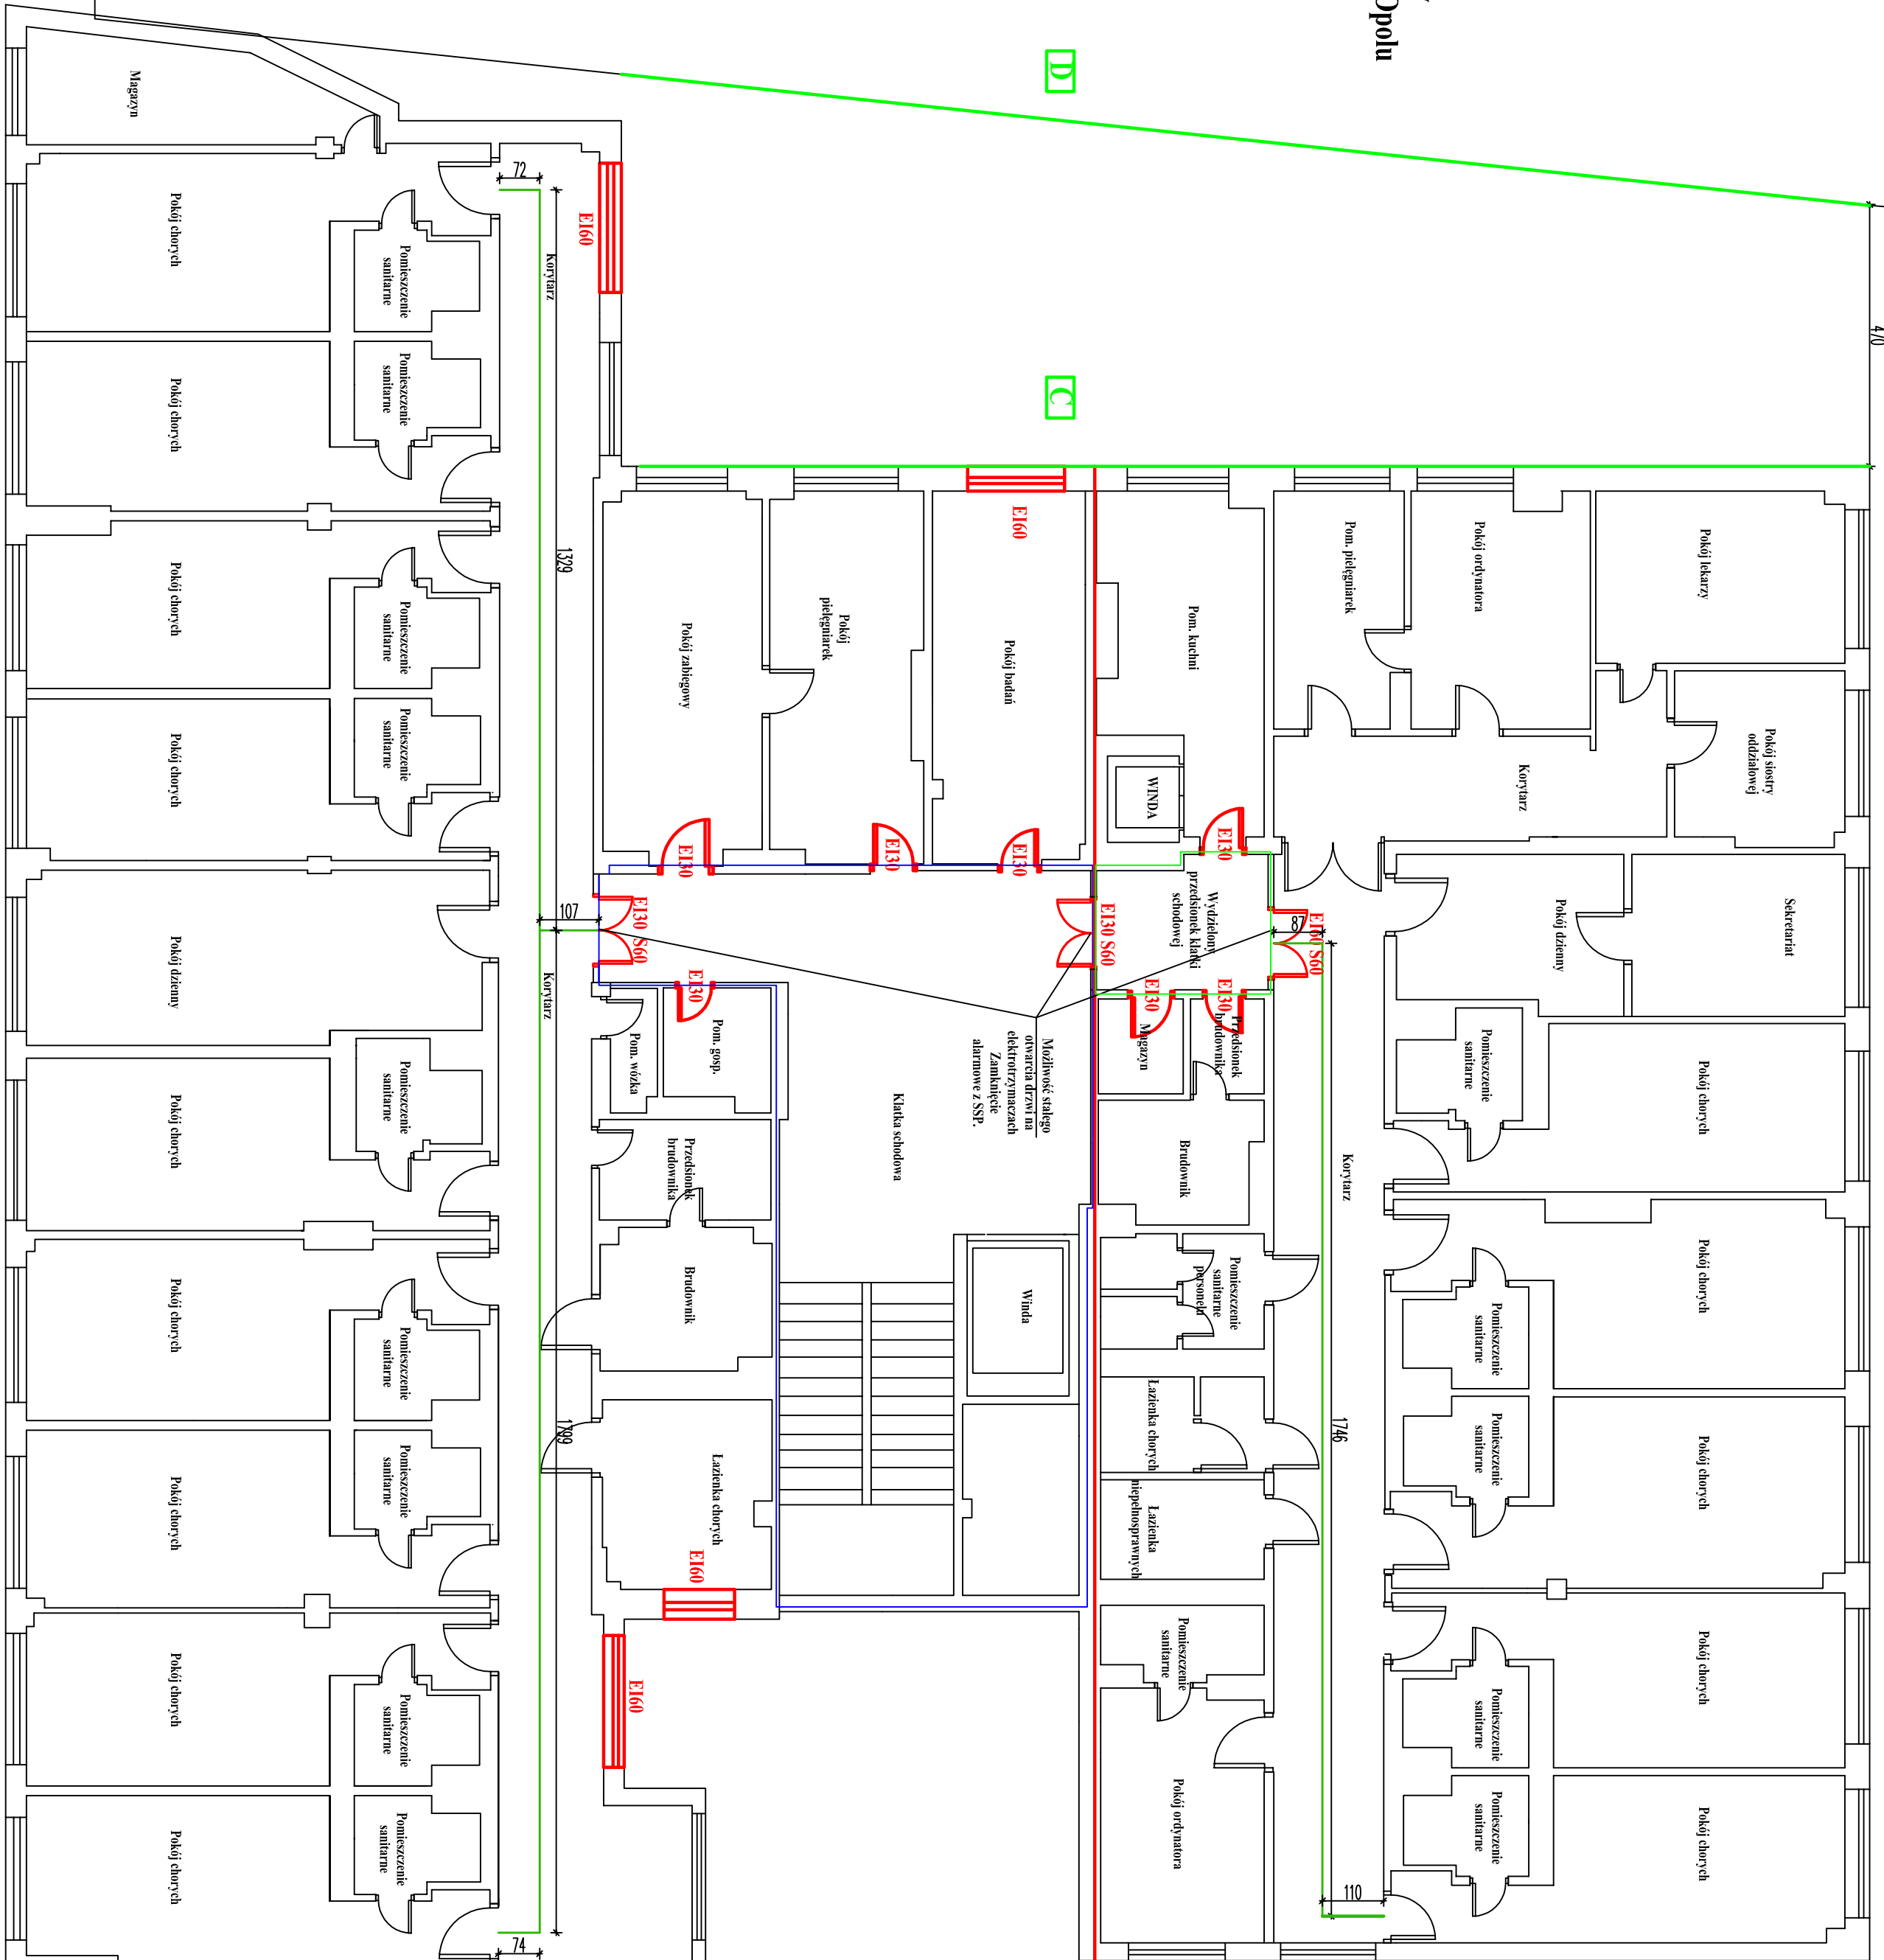 Opolu
D
C
470
Magazyn
Pokój chorych
Pomieszczenie
sanitarne
72
Korytarz
EI60
Pokój chorych
Pomieszczenie
sanitarne
Pokój chorych
Pomieszczenie
sanitarne
1329
Pokój chorych
Pomieszczenie
sanitarne
Pokój dzienny
107
Korytarz
Pokój chorych
Pomieszczenie
sanitarne
Pokój chorych
Pomieszczenie
sanitarne
Pokój chorych
Pomieszczenie
sanitarne
1799
Pokój chorych
Pomieszczenie
sanitarne
Pokój chorych
Pomieszczenie
sanitarne
74
Pokój zabiegowy
Pokój
pielęgniarek
Pokój badań
EI60
EI30
EI30
EI30
EI30 S60
EI30 S60
EI30
Pom. wózka
Pom. gosp.
Przedsionek
brudownika
Brudownik
Łazienka chorych
EI60
EI60
Klatka schodowa
Winda
Możliwość stałego
otwarcia drzwi na
elektrotrzymaczach
Zamknięcie
alarmowe z SSP.
Pom. kuchni
WINDA
EI30
Wydzielony
przedsionek klatki
schodowej
EI60 S60
87
EI30
EI30
Magazyn
Przedsionek
brudownika
Brudownik
Pomieszczenie
sanitarne
personelu
Łazienka chorych
Łazienka
niepełnosprawnych
Pomieszczenie
sanitarne
Pokój ordynatora
Pom. pielęgniarek
Pokój ordynatora
Pokój lekarzy
Pokój siostry
oddziałowej
Korytarz
Pokój dzienny
Sekretariat
Korytarz
1746
110
Pomieszczenie
sanitarne
Pokój chorych
Pomieszczenie
sanitarne
Pokój chorych
Pomieszczenie
sanitarne
Pokój chorych
Pomieszczenie
sanitarne
Pokój chorych
Pomieszczenie
sanitarne
Pokój chorych